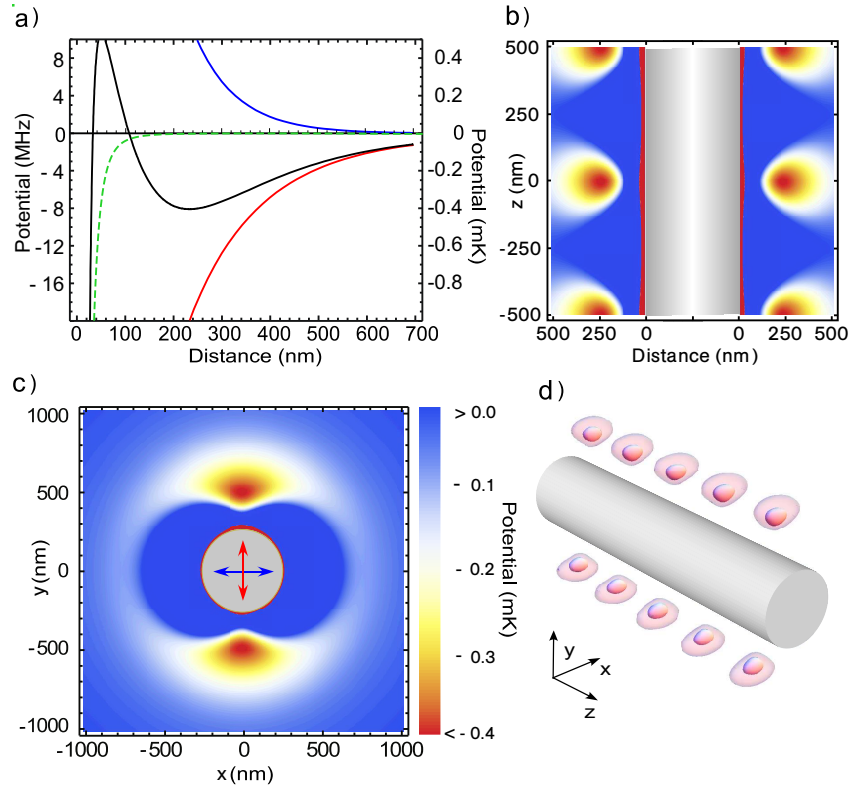 a)
8
4
0
- 4
- 8
-12
- 16
Potential (MHz)
0.4
0.2
0
-0.2
-0.4
-0.6
-0.8
Potential (mK)
0 100 200 300 400 500 600 700
Distance (nm)
b)
500
250
0
-250
-500
z (nm)
500 250 0 0 250 500
Distance (nm)
c)
1000
500
0
-500
-1000
y(nm)
-1000 -500 0 500 1000
x(nm)
> 0.0
- 0.1
- 0.2
- 0.3
< - 0.4
Potential (mK)
d)
y
x
z